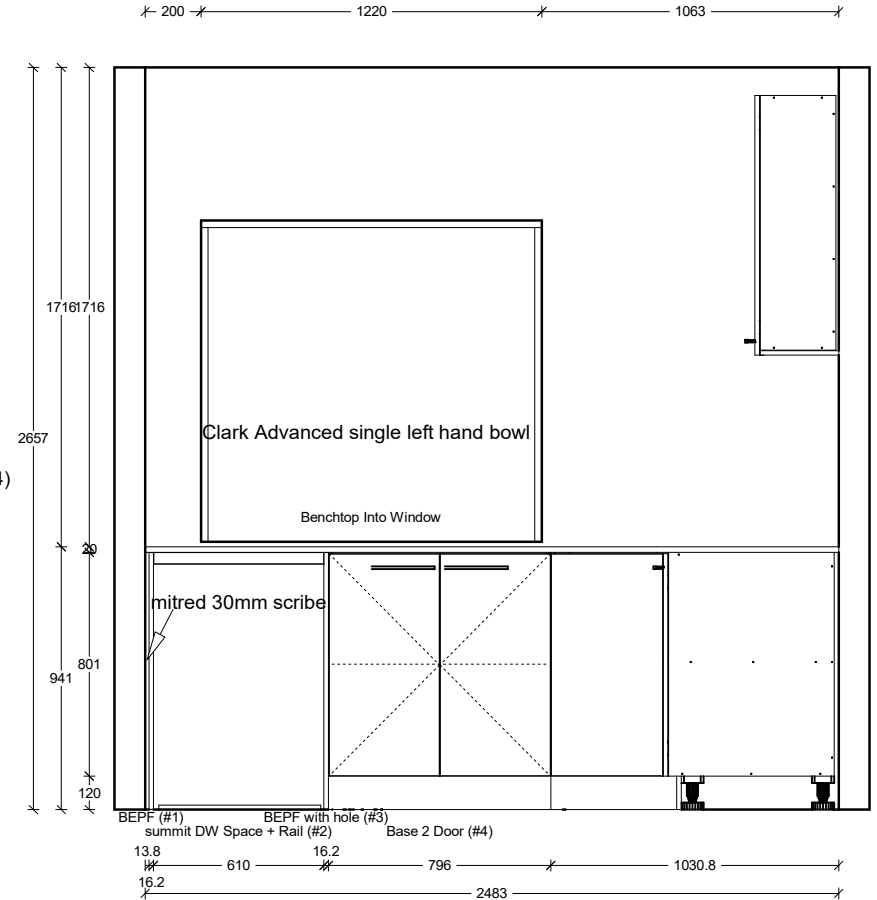 200 1220 1063
1716 1716
2657
Clark Advanced single left hand bowl
4)
Benchtop Into Window
20
mitred 30mm scribe
801
941
120
BEPF (#1) BEPF with hole (#3)
summit DW Space + Rail (#2) Base 2 Door (#4)
13.8 16.2
610 796 1030.8
16.2
2483